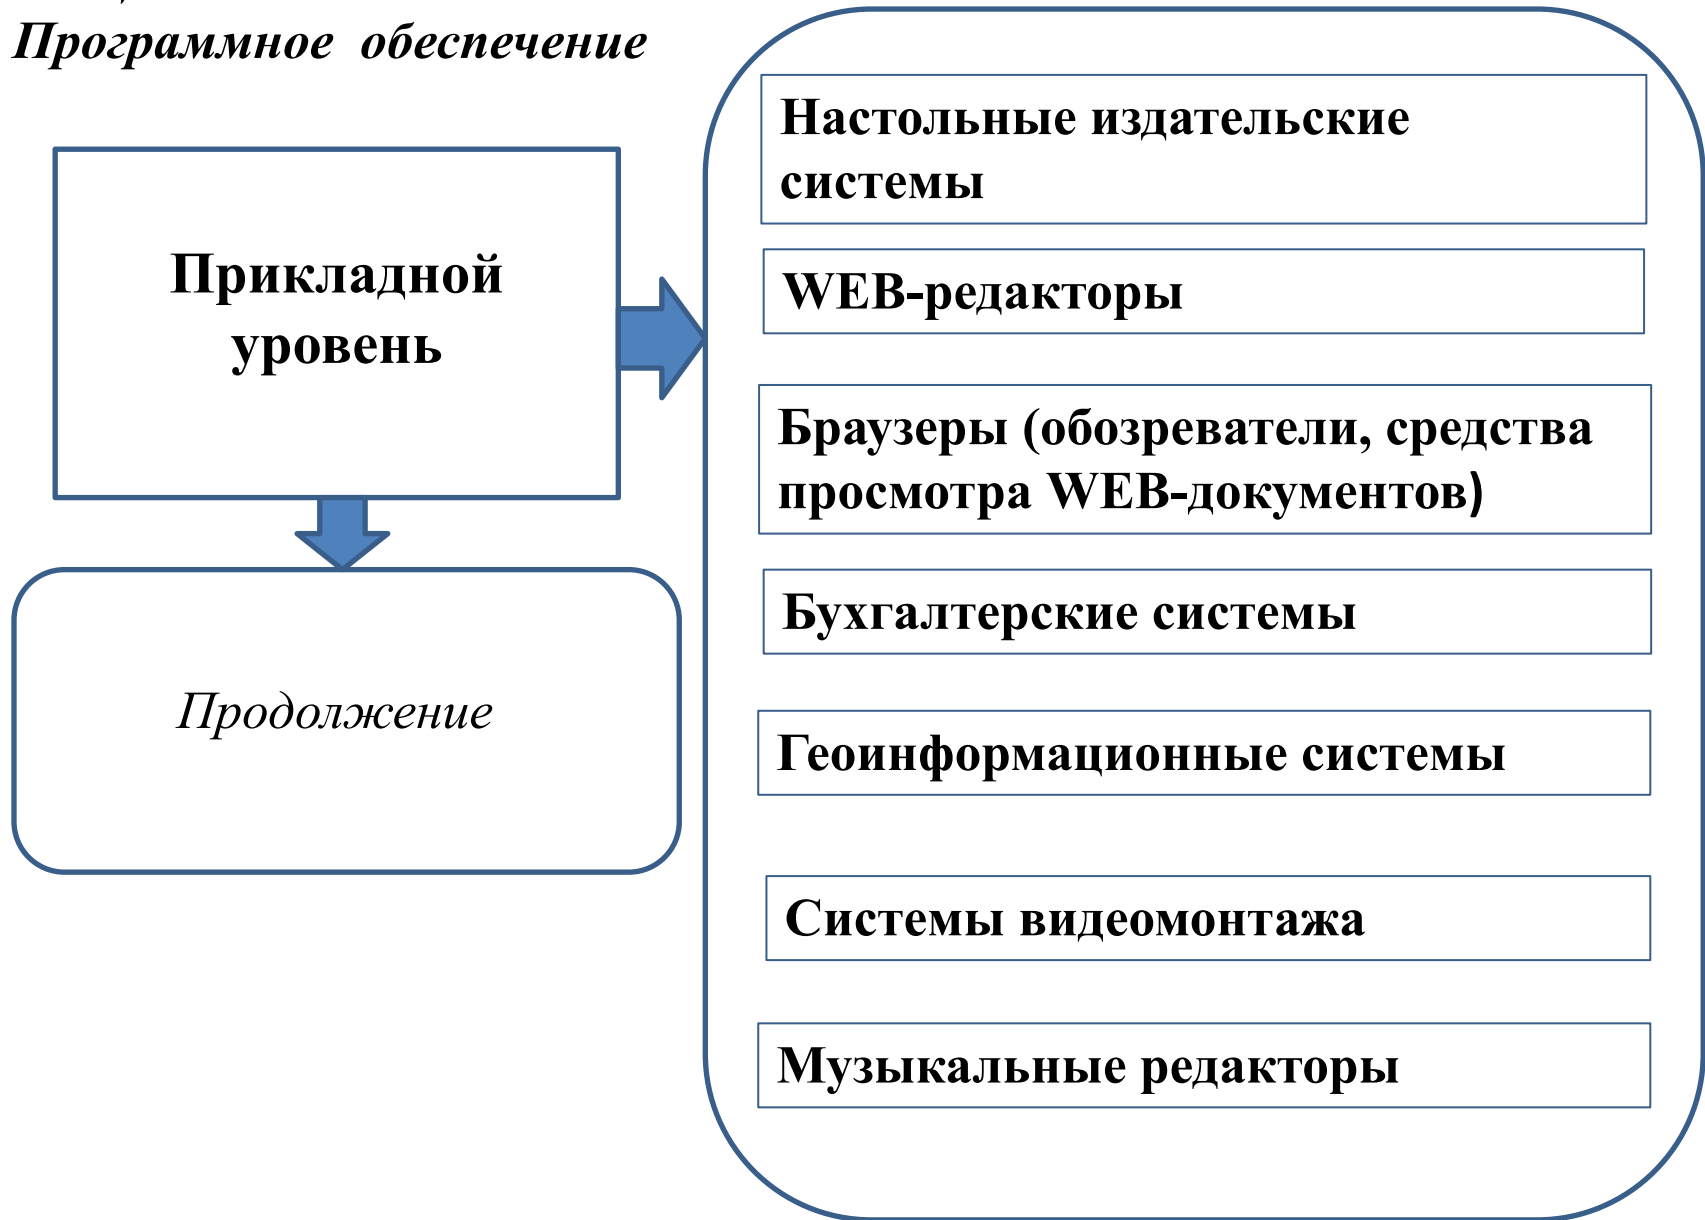 Программное обеспечение
Прикладной
уровень
Продолжение
Настольные издательские
системы
WEB-редакторы
Браузеры (обозреватели, средства
просмотра WEB-документов)
Бухгалтерские системы
Геоинформационные системы
Системы видеомонтажа
Музыкальные редакторы